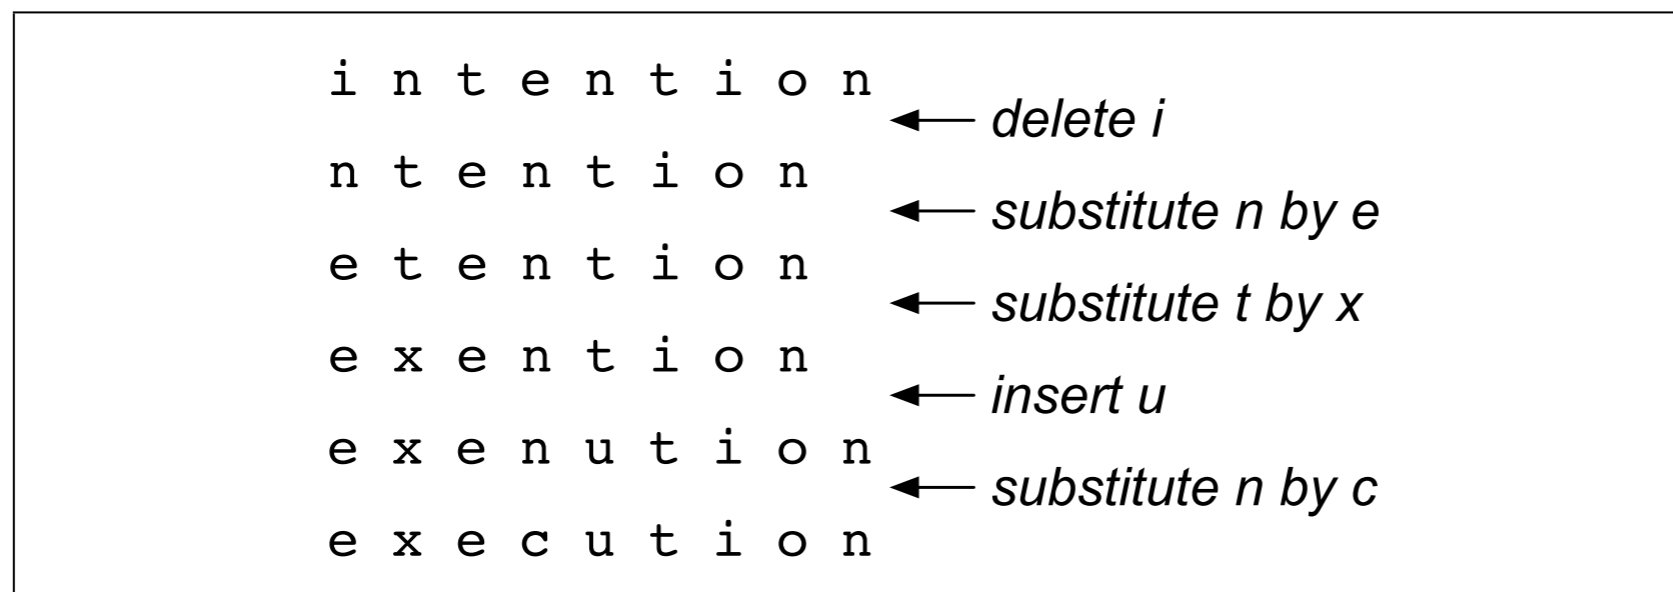 i n t e n t i o n
delete i
n t e n t i o n
substitute n by e
e t e n t i o n
substitute t by x
e x e n t i o n
insert u
e x e n u t i o n
substitute n by c
e x e c u t i o n